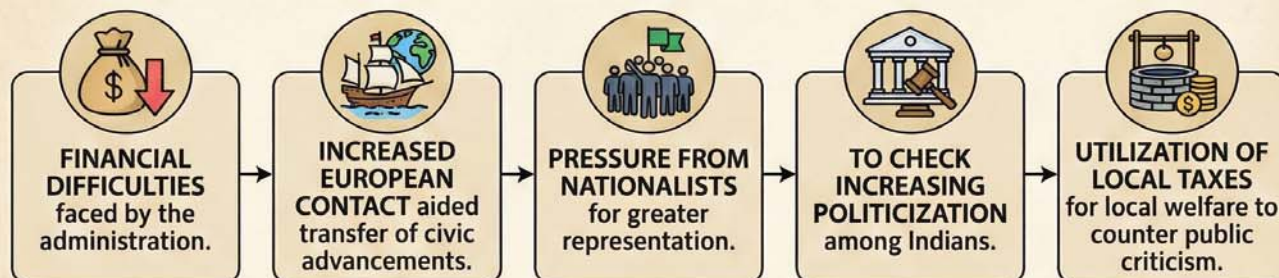 FINANCIAL
DIFFICULTIES
faced by the
administration.
INCREASED
EUROPEAN
CONTACT aided
transfer of civic
advancements.
PRESSURE FROM
NATIONALISTS
for greater
representation.
TO CHECK
INCREASING
POLITICIZATION
among Indians.
UTILIZATION OF
LOCAL TAXES
for local welfare to
counter public
criticism.